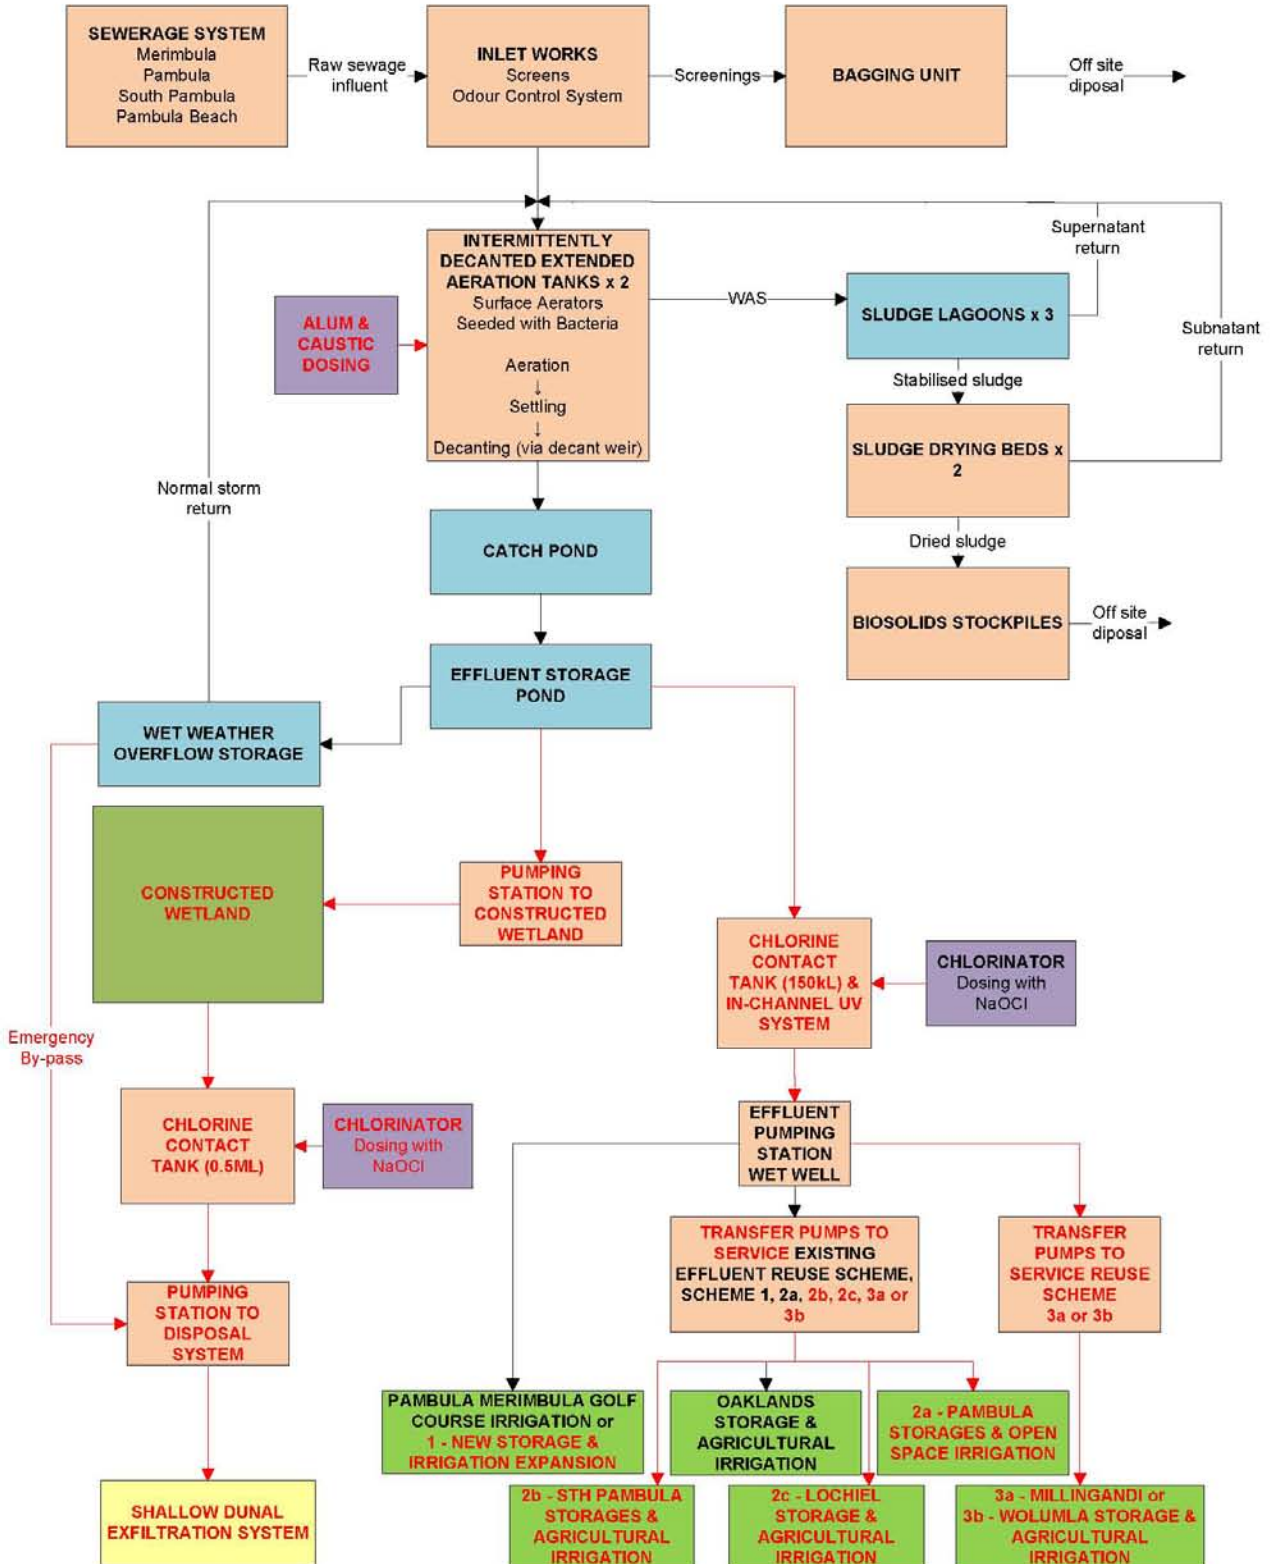 SEWERAGE SYSTEM
Merimbula
Pambula
South Pambula
Pambula Beach
Raw sewage
influent
INLET WORKS
Screens
Odour Control System
Screenings
BAGGING UNIT
Off site
diposal
INTERMITTENTLY
DECANTED EXTENDED
AERATION TANKS x 2
Surface Aerators
Seeded with Bacteria
Aeration
↓
Settling
↓
Decanting (via decant weir)
ALUM &
CAUSTIC
DOSING
WAS
SLUDGE LAGOONS x 3
Supernatant
return
Subnatant
return
Stabilised sludge
SLUDGE DRYING BEDS x
2
Dried sludge
BIOSOLIDS STOCKPILES
Off site
diposal
Normal storm
return
CATCH POND
EFFLUENT STORAGE
POND
WET WEATHER
OVERFLOW STORAGE
CONSTRUCTED
WETLAND
PUMPING
STATION TO
CONSTRUCTED
WETLAND
CHLORINE
CONTACT
TANK (150kL) &
IN-CHANNEL UV
SYSTEM
CHLORINATOR
Dosing with
NaOCl
Emergency
By-pass
CHLORINE
CONTACT
TANK (0.5ML)
CHLORINATOR
Dosing with
NaOCl
EFFLUENT
PUMPING
STATION
WET WELL
TRANSFER PUMPS TO
SERVICE EXISTING
EFFLUENT REUSE SCHEME,
SCHEME 1, 2a, 2b, 2c, 3a or
3b
TRANSFER
PUMPS TO
SERVICE REUSE
SCHEME
3a or 3b
PUMPING
STATION TO
DISPOSAL
SYSTEM
PAMBULA MERIMBULA GOLF
COURSE IRRIGATION or
1 - NEW STORAGE &
IRRIGATION EXPANSION
OAKLANDS
STORAGE &
AGRICULTURAL
IRRIGATION
2a - PAMBULA
STORAGES & OPEN
SPACE IRRIGATION
SHALLOW DUNAL
EXFILTRATION SYSTEM
2b - STH PAMBULA
STORAGES &
AGRICULTURAL
IRRIGATION
2c - LOCHIEL
STORAGE &
AGRICULTURAL
IRRIGATION
3a - MILLINGANDI or
3b - WOLUMLA STORAGE &
AGRICULTURAL
IRRIGATION